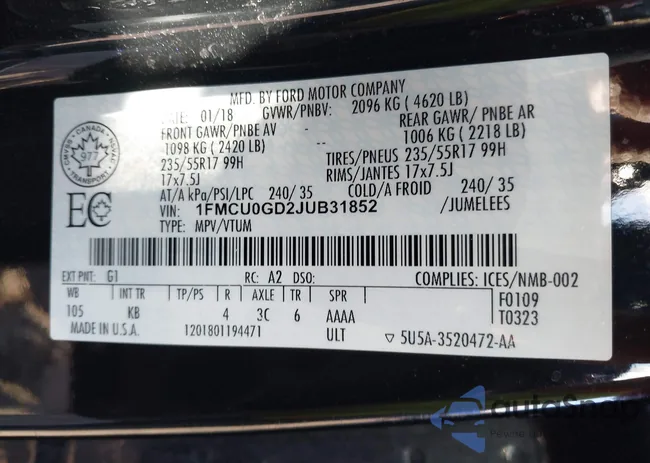 MFD. BY FORD MOTOR COMPANY
DATE: 01/18 GVWR/PNBV: 2096 KG ( 4620 LB)
FRONT GAWR/PNBE AV -- REAR GAWR/ PNBE AR
1098 KG ( 2420 LB) 1006 KG ( 2218 LB)
235/55R17 99H TIRES/PNEUS 235/55R17 99H
17x7.5J -- RIMS/JANTES 17x7.5J
AT/A kPa/PSI/LPC 240/ 35 COLD/A FROID 240/ 35
VIN: 1FMCU0GD2JUB31852 /JUMELEES
TYPE: MPV/VTUM
CANADA
977
TRANSPORT
EC
EXT PNT: G1 RC: A2 DSO: COMPLIES: ICES/NMB-002
WB INT TR TP/PS R AXLE TR SPR F0109
105 KB 4 3C 6 AAAA T0323
MADE IN U.S.A. 1201801194471 ULT ▽ 5U5A-3520472-AA